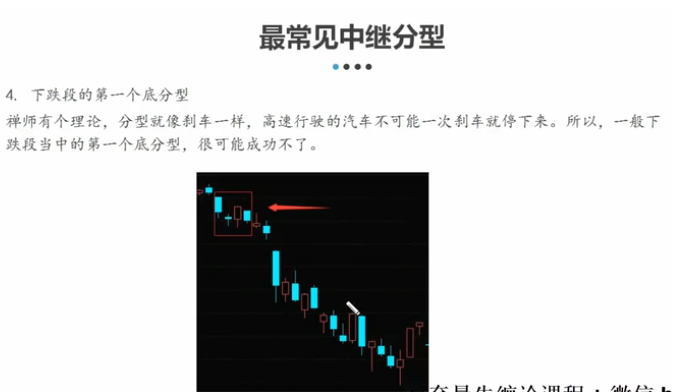 最常见中继分型
4. 下跌段的第一个底分型
禅师有个理论，分型就像刹车一样，高速行驶的汽车不可能一次刹车就停下来。所以，一般下
跌段当中的第一个底分型，很可能成功不了。